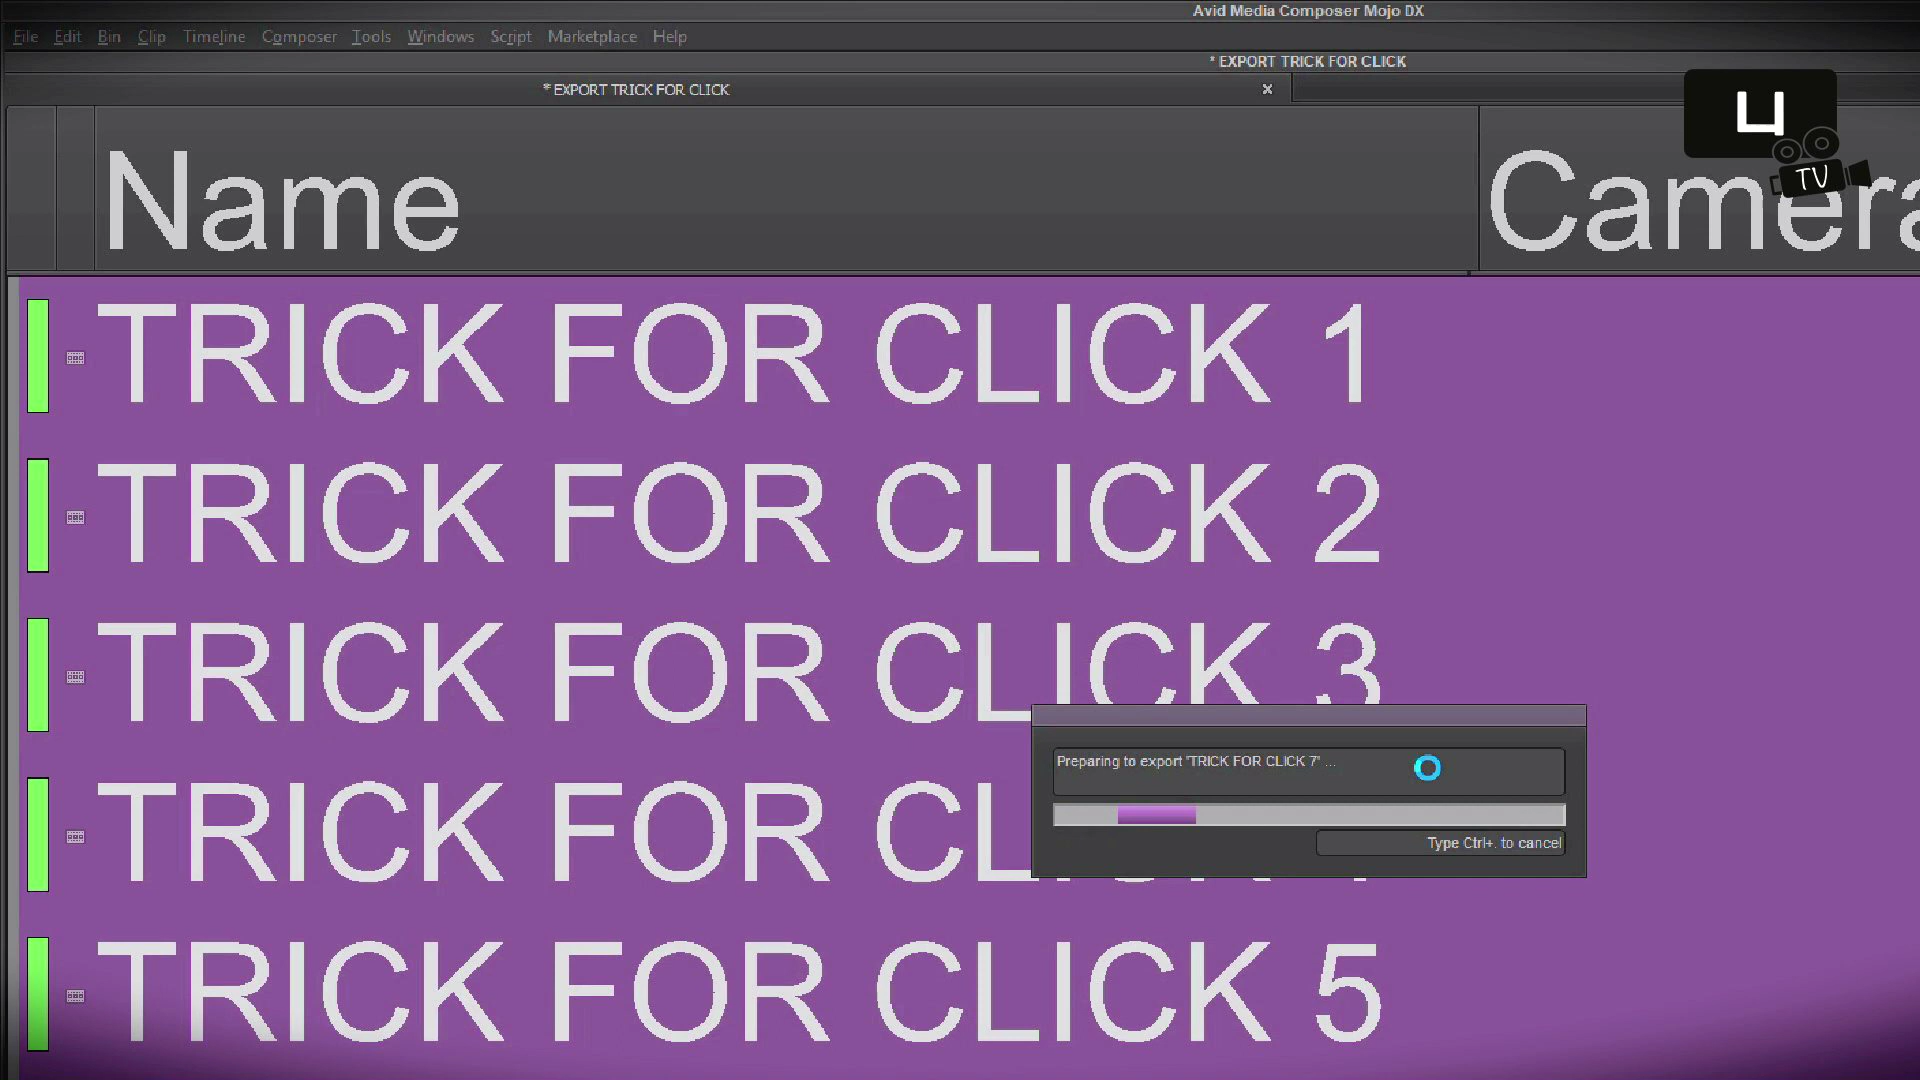 Avid Media Composer Mojo DX
File Edit Bin Clip Timeline Composer Tools Windows Script Marketplace Help
* EXPORT TRICK FOR CLICK
* EXPORT TRICK FOR CLICK x
Name Camera
4
TV
TRICK FOR CLICK 1
TRICK FOR CLICK 2
TRICK FOR CLICK 3
Preparing to export 'TRICK FOR CLICK 7' ...
Type Ctrl+. to cancel
TRICK FOR CL
TRICK FOR CLICK 5